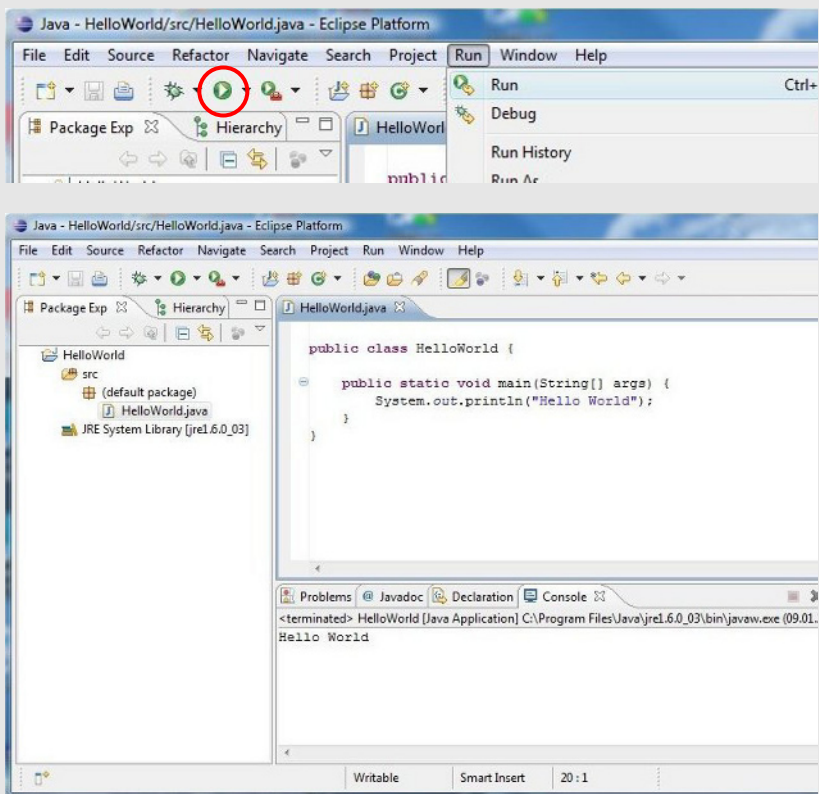 Java - HelloWorld/src/HelloWorld.java - Eclipse Platform
File Edit Source Refactor Navigate Search Project Run Window Help
Run Ctrl+
Package Exp Hierarchy HelloWorl
Debug
Run History
public
Run As
Java - HelloWorld/src/HelloWorld.java - Eclipse Platform
File Edit Source Refactor Navigate Search Project Run Window Help
Package Exp Hierarchy HelloWorld.java
HelloWorld
src
(default package)
HelloWorld.java
JRE System Library [jre1.6.0_03]
public class HelloWorld {
public static void main(String[] args) {
System.out.println("Hello World");
}
}
Problems @ Javadoc Declaration Console
<terminated> HelloWorld [Java Application] C:\Program Files\Java\jre1.6.0_03\bin\javaw.exe (09.01..
Hello World
Writable Smart Insert 20 : 1